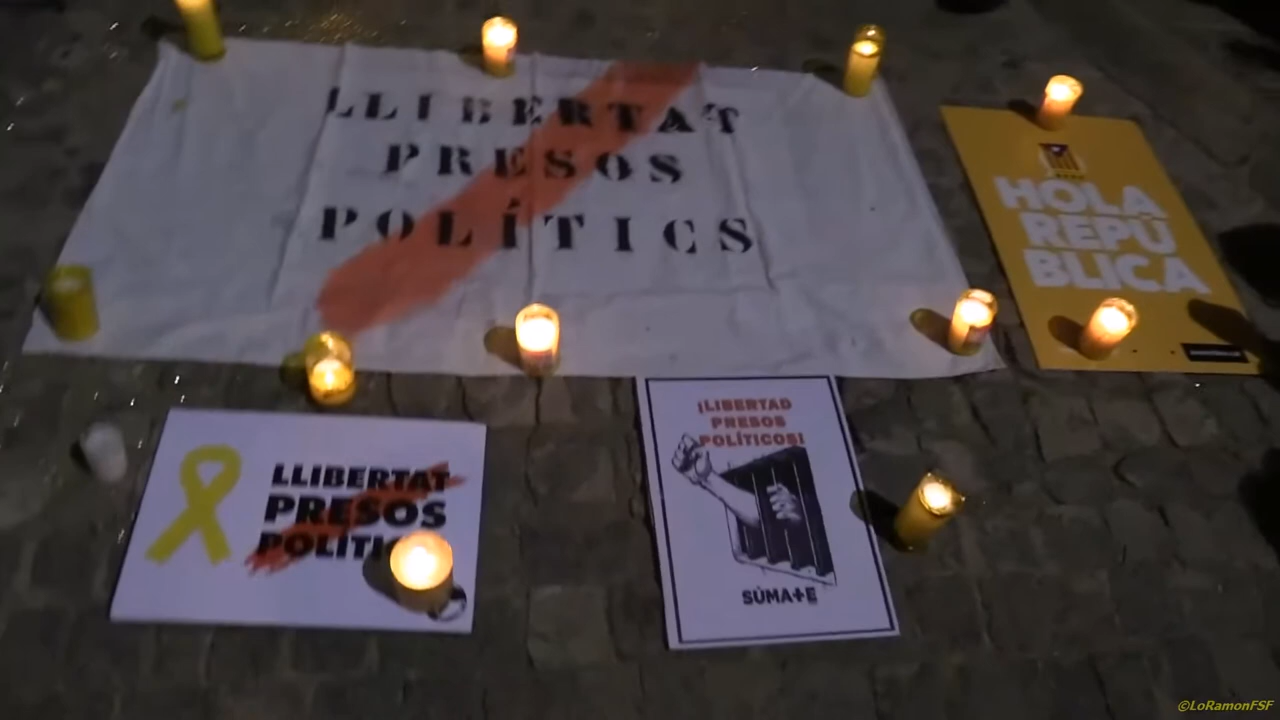 LLIBERTAT
PRESOS
POLÍTICS
HOLA
REPÚ
BLICA
LLIBERTAT
PRESOS
¡LIBERTAD
PRESOS
POLÍTICOS!
SÚMA+E
©LoRamonFSF